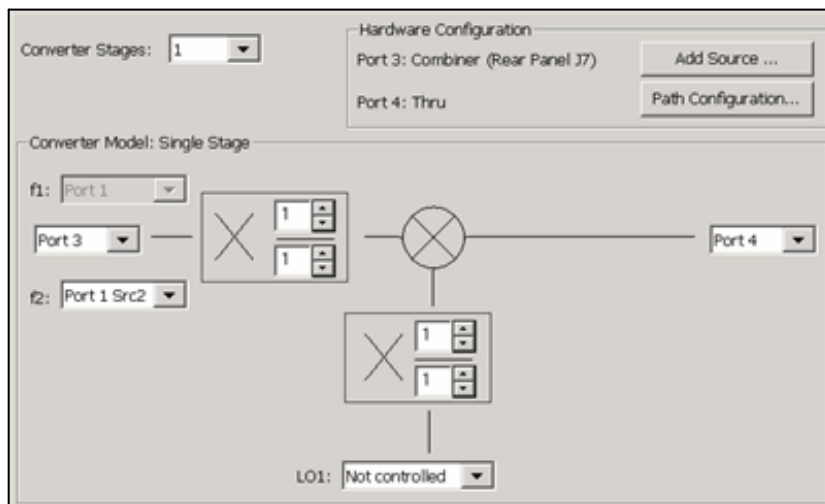 Hardware Configuration
Converter Stages: 1
Port 3: Combiner (Rear Panel J7)
Add Source ...
Port 4: Thru
Path Configuration...
Converter Model: Single Stage
f1: Port 1
1
Port 3
Port 4
1
f2: Port 1 Src2
1
1
LO1: Not controlled